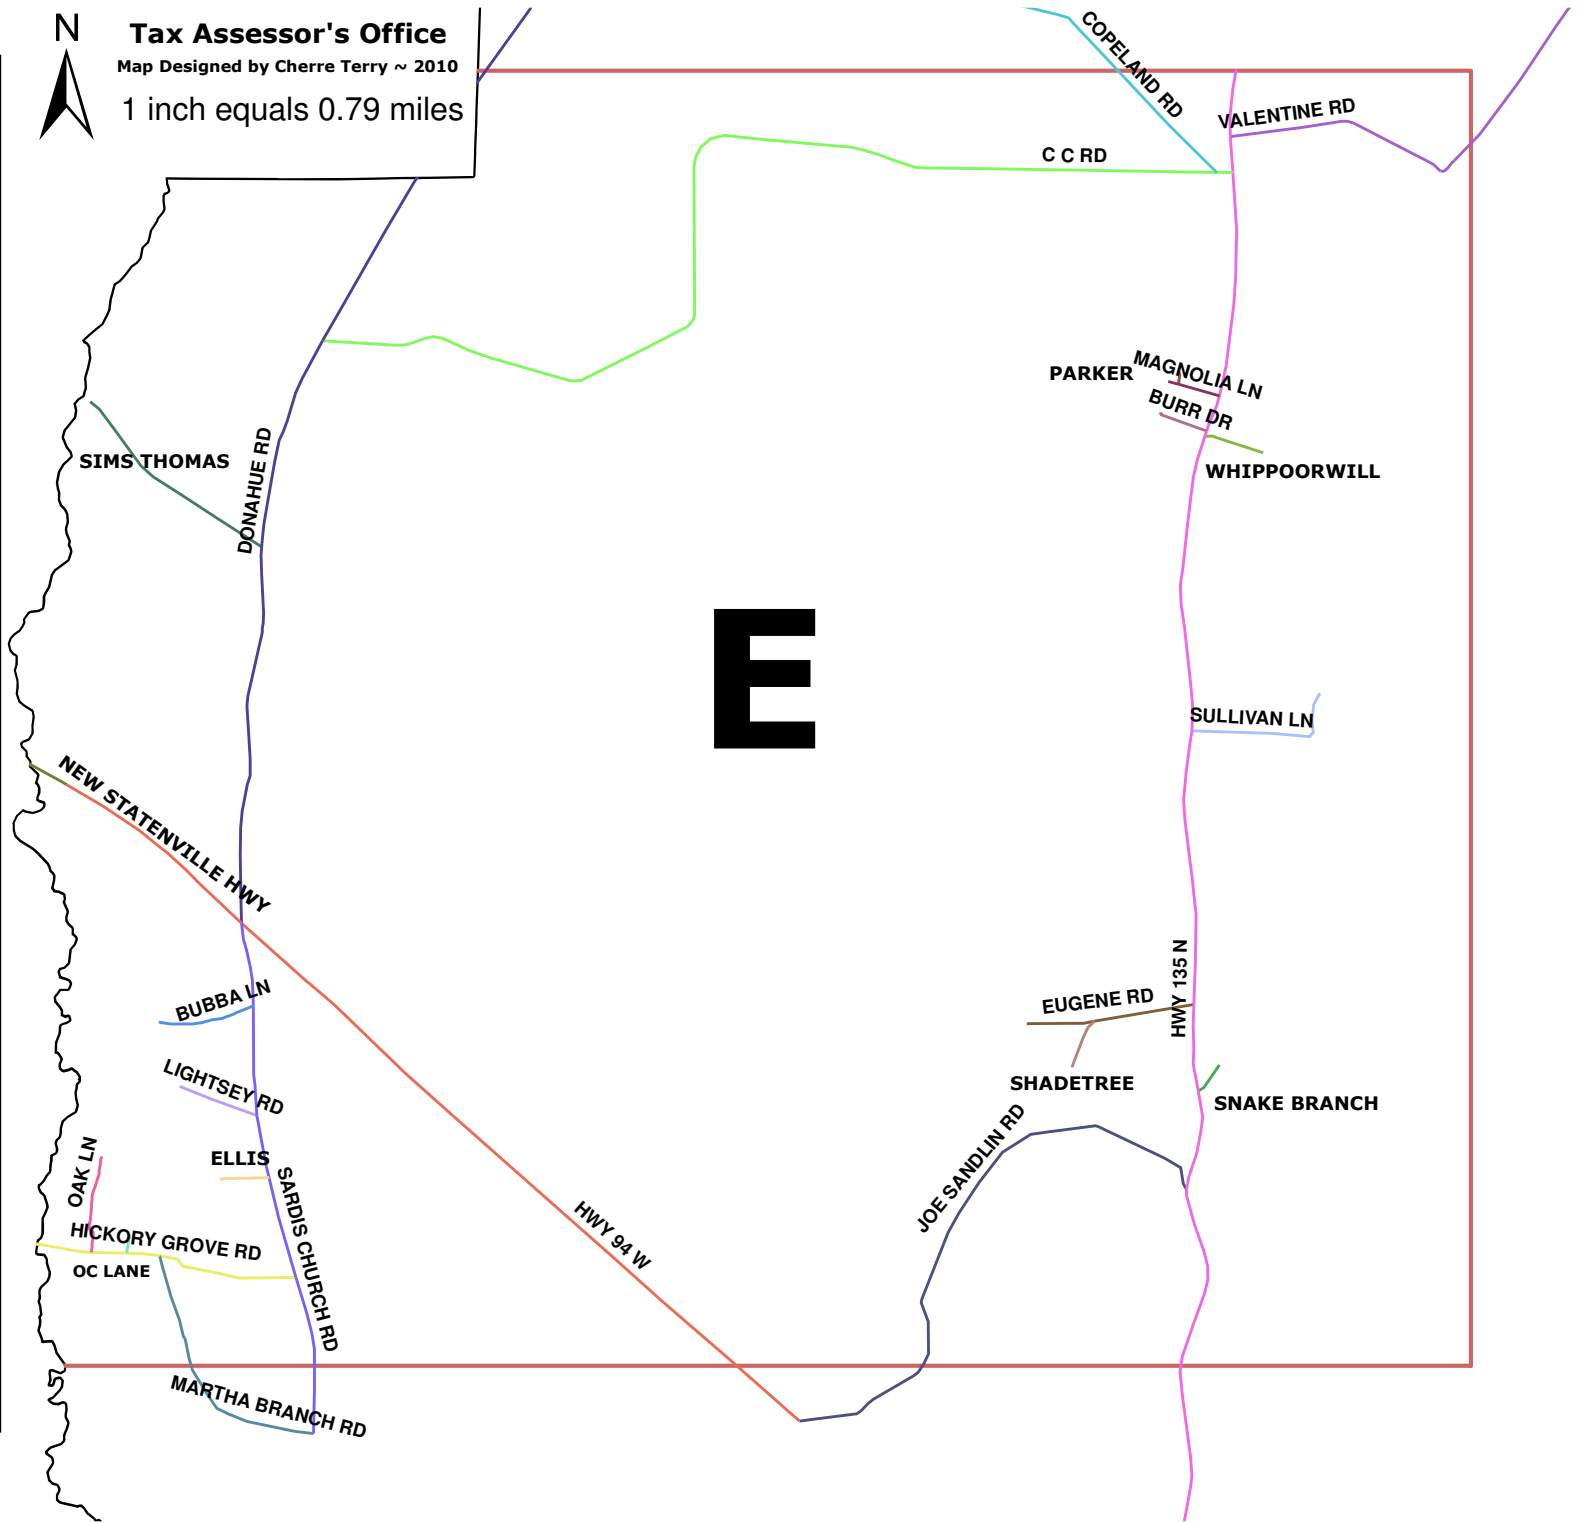 N
Tax Assessor's Office
Map Designed by Cherre Terry ~ 2010
1 inch equals 0.79 miles
COPELAND RD
VALENTINE RD
C C RD
MAGNOLIA LN
PARKER
BURR DR
WHIPPOORWILL
SIMS THOMAS
DONAHUE RD
E
SULLIVAN LN
NEW STATENVILLE HWY
HWY 135 N
BUBBA LN
EUGENE RD
LIGHTSEY RD
SHADETREE
SNAKE BRANCH
JOE SANDLIN RD
OAK LN
ELLIS
SARDIS CHURCH RD
HICKORY GROVE RD
OC LANE
HWY 94 W
MARTHA BRANCH RD